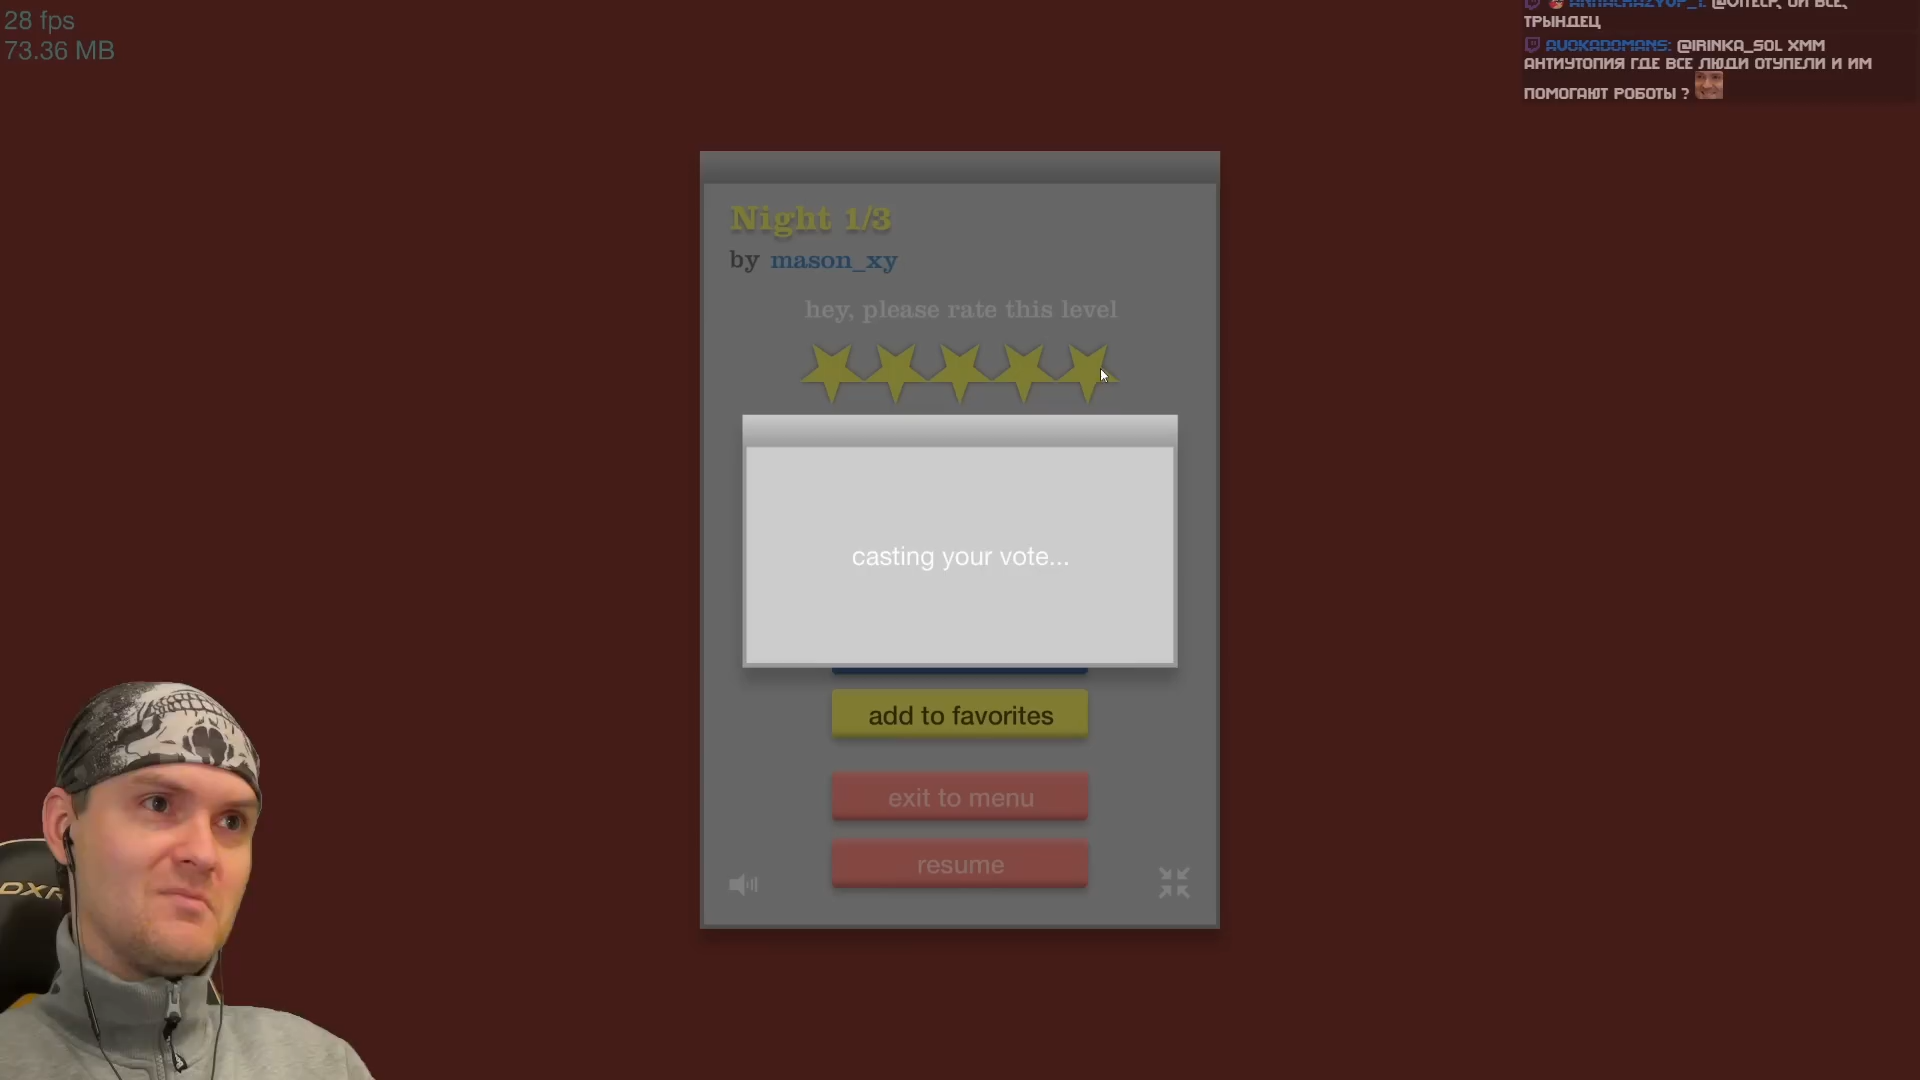 28 fps
73.36 MB
ТРЫНДЕЦ
AVOKADOMANS: @IRINKA_SOL ХММ
АНТИУТОПИЯ ГДЕ ВСЕ ЛЮДИ ОТУПЕЛИ И ИМ
ПОМОГАЮТ РОБОТЫ ?
Night 1/3
by mason_xy
hey, please rate this level
casting your vote...
add to favorites
exit to menu
resume